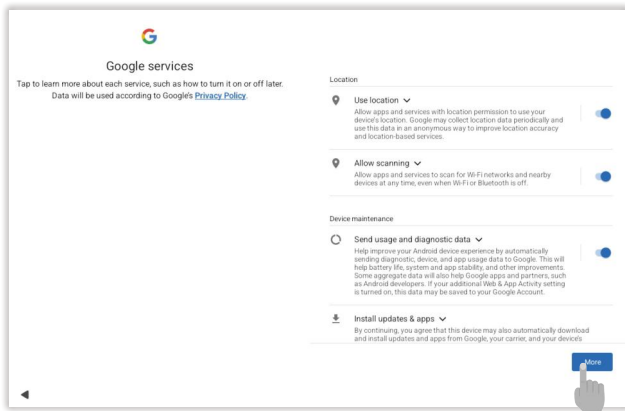 Google services
Tap to learn more about each service, such as how to turn it on or off later.
Data will be used according to Google's Privacy Policy.
Location
Use location
Allow apps and services with location permission to use your
device's location. Google may collect location data periodically and
use this data in an anonymous way to improve location accuracy
and location-based services.
Allow scanning
Allow apps and services to scan for Wi-Fi networks and nearby
devices at any time, even when Wi-Fi or Bluetooth is off.
Device maintenance
Send usage and diagnostic data
Help improve your Android device experience by automatically
sending diagnostic, device, and app usage data to Google. This will
help battery life, system and app stability, and other improvements.
Some aggregate data will also help Google apps and partners, such
as Android developers. If your additional Web & App Activity setting
is turned on, this data may be saved to your Google Account.
Install updates & apps
By continuing, you agree that this device may also automatically download
and install updates and apps from Google, your carrier, and your device's
More